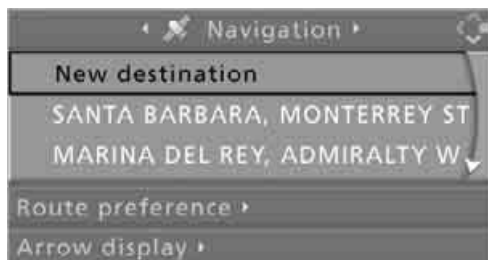 Navigation
New destination
SANTA BARBARA, MONTERREY ST
MARINA DEL REY, ADMIRALTY W
Route preference
Arrow display